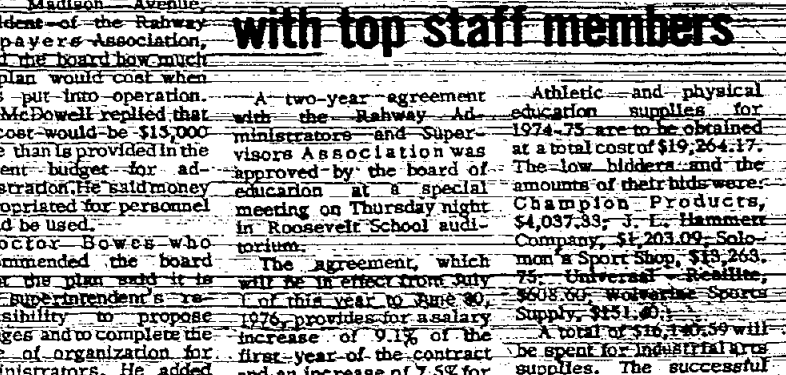 Madison Avenue,
ident of the Rahway
payers Association,
d the board how much
plan would cost when
s put into operation.
McDowell replied that
cost would be $15,000
e than is provided in the
ent budget for ad-
stration. He said money
opriated for personnel
d be used.
octor Bowes who
mmended the board
t the plan said it is
superintendent's re-
sibility to propose
ges and to complete the
e of organization for
inistrators. He added
with top staff members
A two-year agreement
with the Rahway Ad-
ministrators and Super-
visors Association was
approved by the board of
education at a special
meeting on Thursday night
in Roosevelt School audi-
torium.
The agreement, which
will be in effect from July
1 of this year to June 30,
1976, provides for a salary
increase of 9.1% of the
first year of the contract
and an increase of 7.5% for
Athletic and physical
education supplies for
1974-75 are to be obtained
at a total cost of $19,264.17.
The low bidders and the
amounts of their bids were:
Champion Products,
$4,037.33; J. L. Hammett
Company, $1,203.09; Solo-
mon's Sport Shop, $13,263.
75; Universal
$608.60; Wolverine Sports
Supply, $151.40.
A total of $16,140.59 will
be spent for industrial arts
supplies. The successful